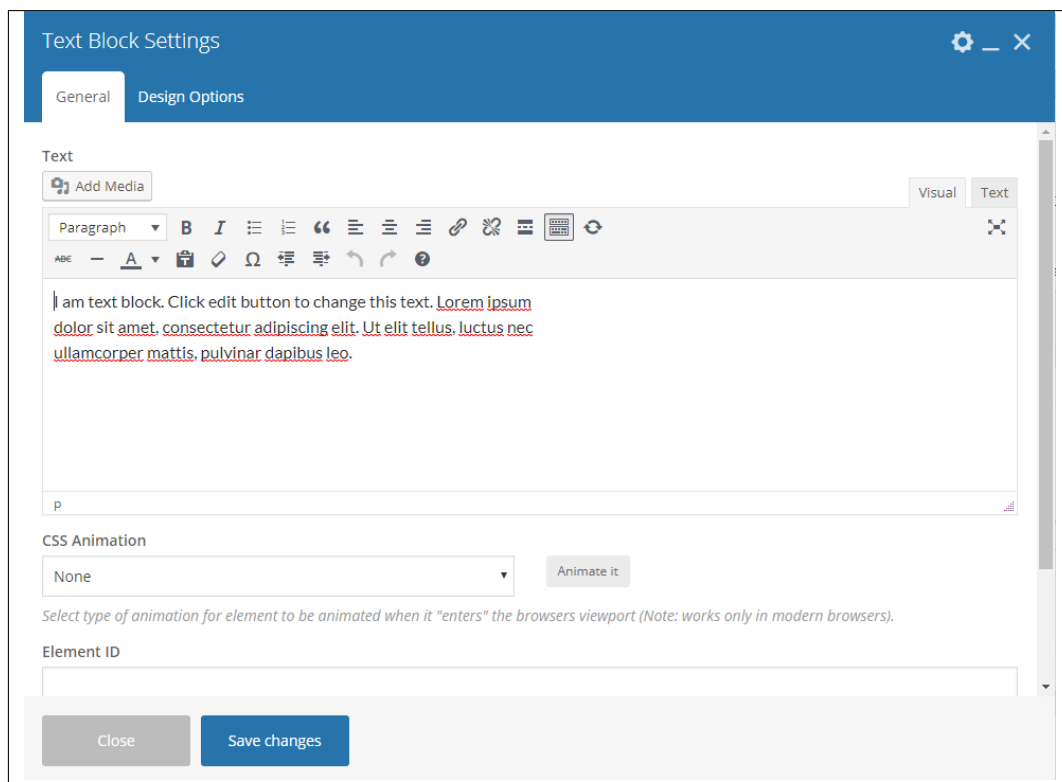 Text Block Settings
General Design Options
Text
Add Media
Visual Text
Paragraph B I
ABE A Ω
I am text block. Click edit button to change this text. Lorem ipsum
dolor sit amet, consectetur adipiscing elit. Ut elit tellus, luctus nec
ullamcorper mattis, pulvinar dapibus leo.
p
CSS Animation
None Animate it
Select type of animation for element to be animated when it "enters" the browsers viewport (Note: works only in modern browsers).
Element ID
Close Save changes